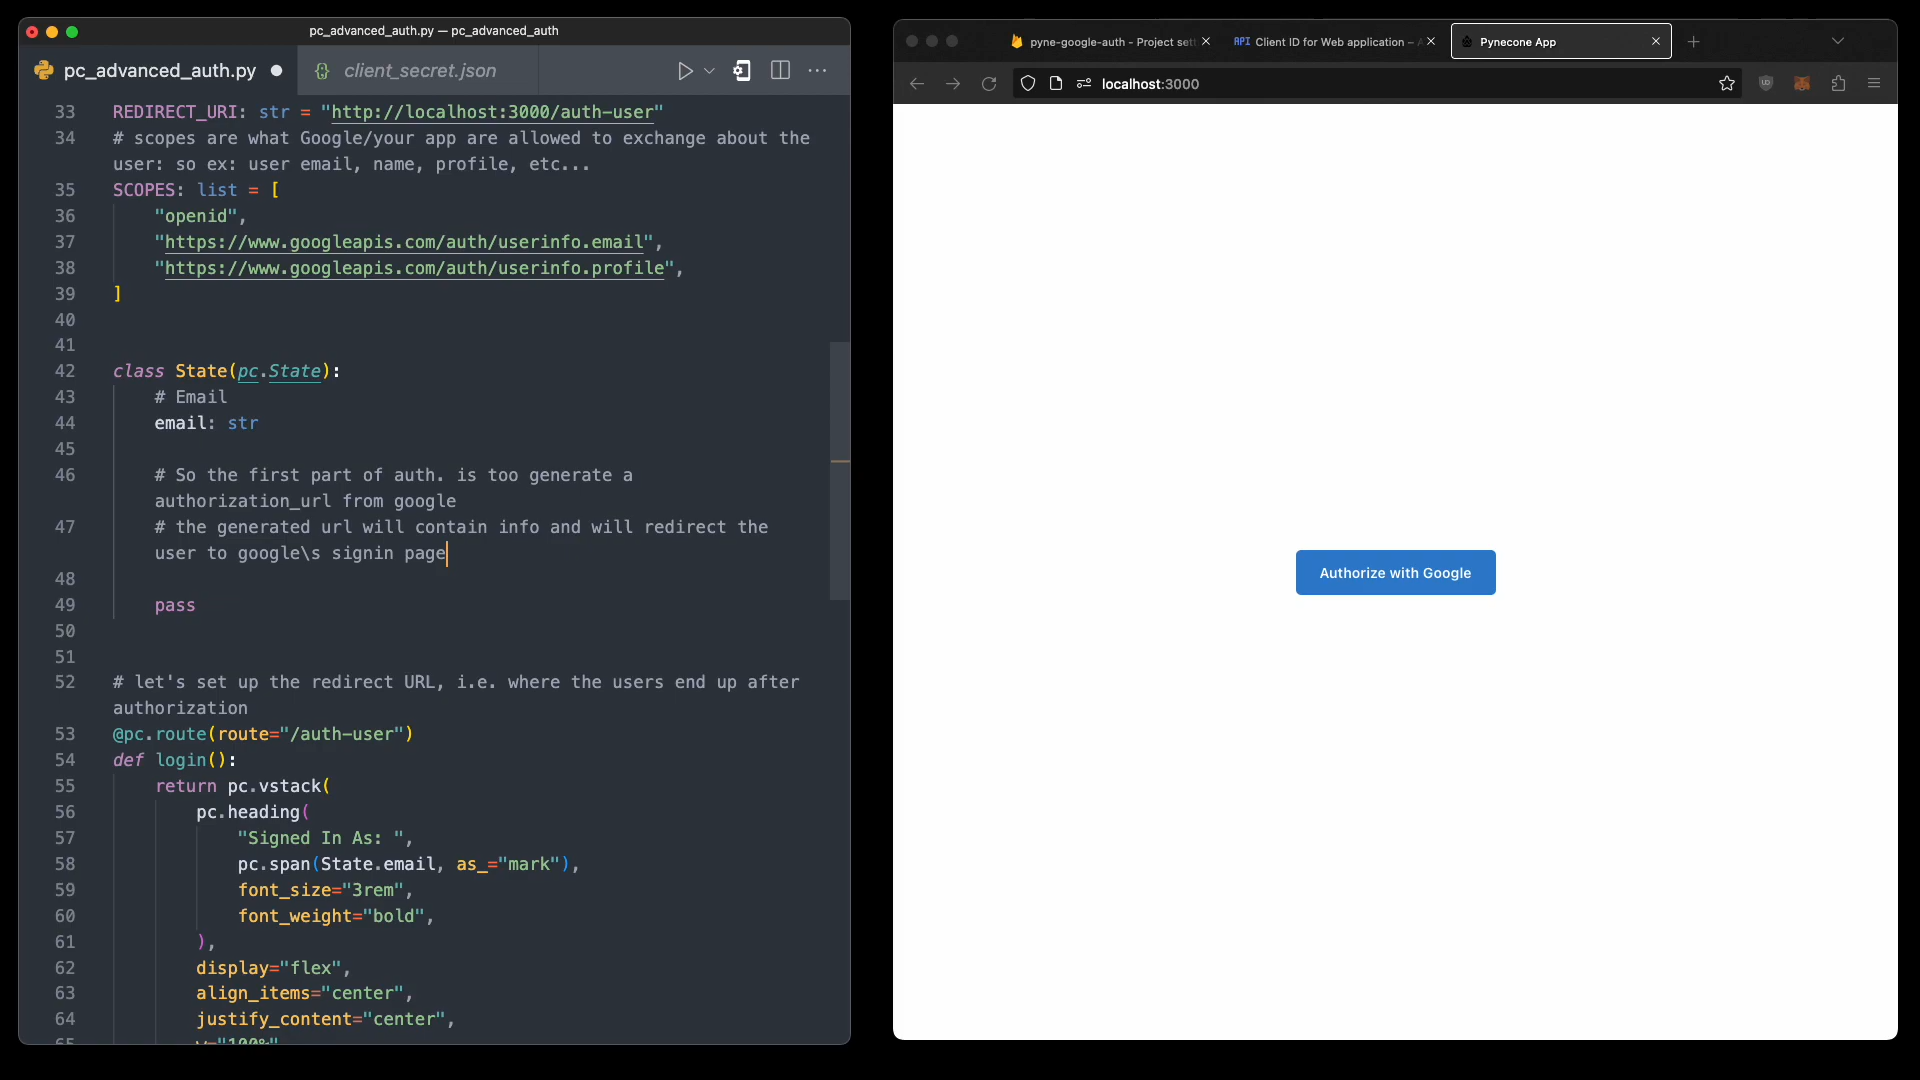 pc_advanced_auth.py — pc_advanced_auth
pc_advanced_auth.py
client_secret.json
33 REDIRECT_URI: str = "http://localhost:3000/auth-user"
34 # scopes are what Google/your app are allowed to exchange about the
user: so ex: user email, name, profile, etc...
35 SCOPES: list = [
36 "openid",
37 "https://www.googleapis.com/auth/userinfo.email",
38 "https://www.googleapis.com/auth/userinfo.profile",
39 ]
40
41
42 class State(pc.State):
43 # Email
44 email: str
45
46 # So the first part of auth. is too generate a
authorization_url from google
47 # the generated url will contain info and will redirect the
user to google\s signin page
48
49 pass
50
51
52 # let's set up the redirect URL, i.e. where the users end up after
authorization
53 @pc.route(route="/auth-user")
54 def login():
55 return pc.vstack(
56 pc.heading(
57 "Signed In As: ",
58 pc.span(State.email, as_="mark"),
59 font_size="3rem",
60 font_weight="bold",
61 ),
62 display="flex",
63 align_items="center",
64 justify_content="center",
pyne-google-auth - Project set
API Client ID for Web application –
Pynecone App
localhost:3000
Authorize with Google